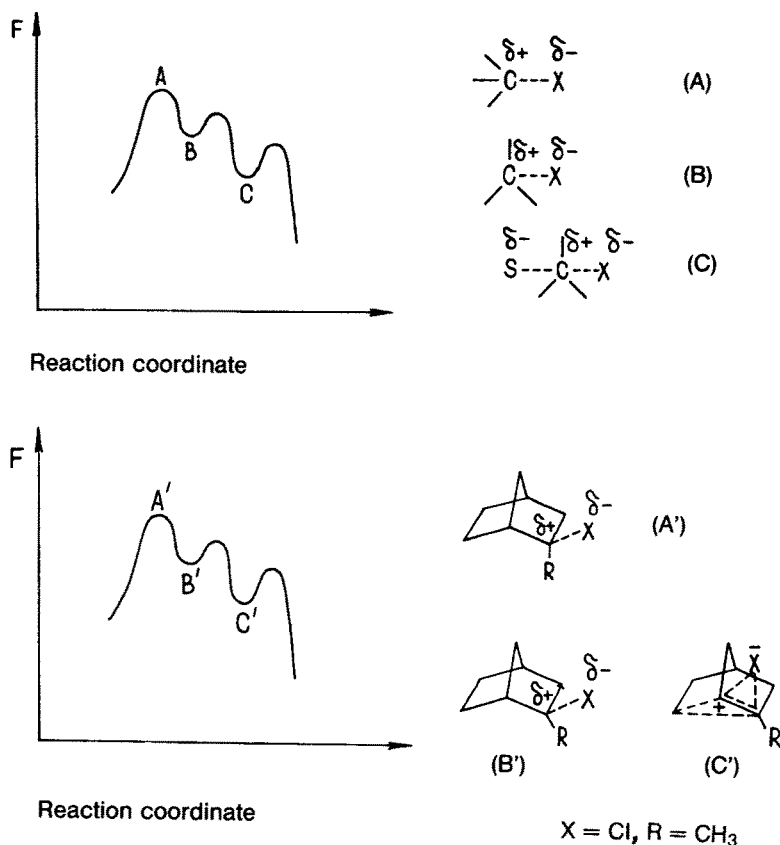 F
A
B
C
Reaction coordinate
δ+ δ−
C---X
(A)
δ+ δ−
C---X
(B)
δ− δ+ δ−
S----C---X
(C)
F
A'
B'
C'
Reaction coordinate
δ−
δ+ X
R
(A')
δ−
δ+ X
R
(B')
X̄
+
R
(C')
X = Cl, R = CH₃